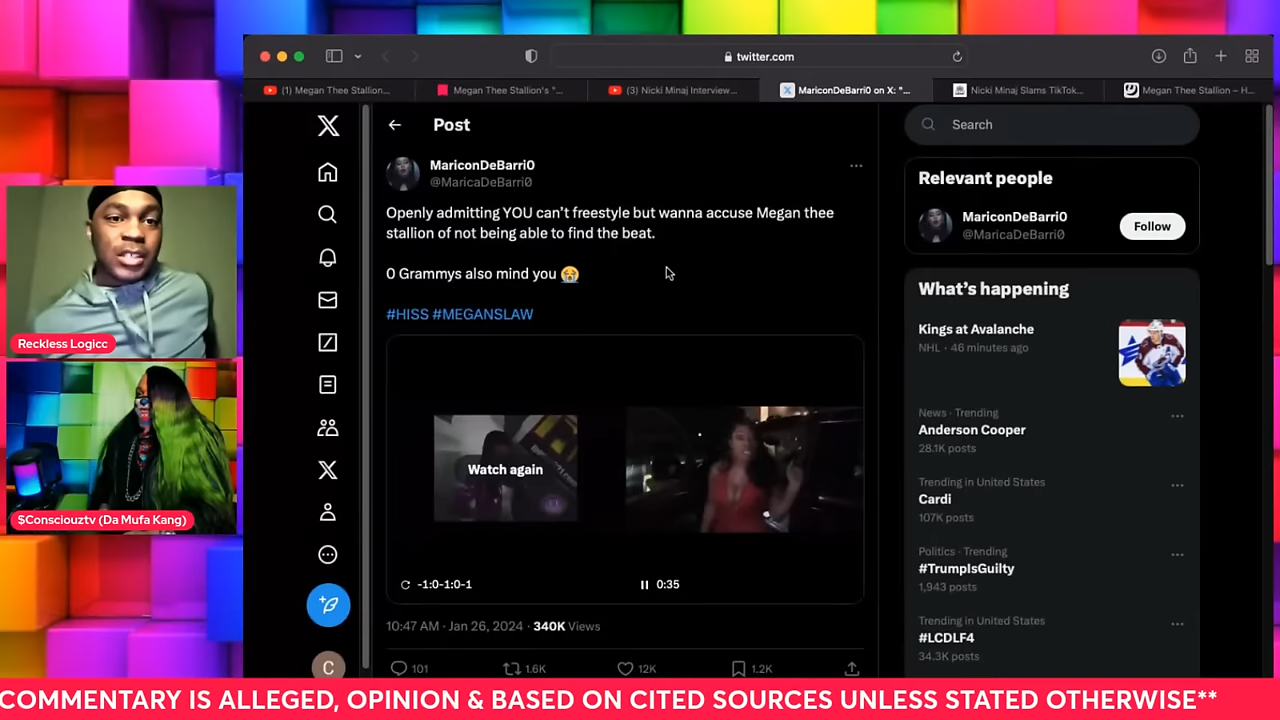 twitter.com
(1) Megan Thee Stallion...
Megan Thee Stallion's "...
(3) Nicki Minaj Interview...
MariconDeBarri0 on X: "...
Nicki Minaj Slams TikTok...
Megan Thee Stallion – H...
Post
Search
MariconDeBarri0
@MaricaDeBarri0
Openly admitting YOU can't freestyle but wanna accuse Megan thee
stallion of not being able to find the beat.
0 Grammys also mind you 😭
#HISS #MEGANSLAW
Watch again
-1:0-1:0-1
0:35
10:47 AM · Jan 26, 2024 · 340K Views
101
1.6K
12K
1.2K
Relevant people
MariconDeBarri0
@MaricaDeBarri0
Follow
What's happening
Kings at Avalanche
NHL · 46 minutes ago
News · Trending
Anderson Cooper
28.1K posts
Trending in United States
Cardi
107K posts
Politics · Trending
#TrumpIsGuilty
1,943 posts
Trending in United States
#LCDLF4
34.3K posts
C
Reckless Logicc
$Consciouztv (Da Mufa Kang)
COMMENTARY IS ALLEGED, OPINION & BASED ON CITED SOURCES UNLESS STATED OTHERWISE**